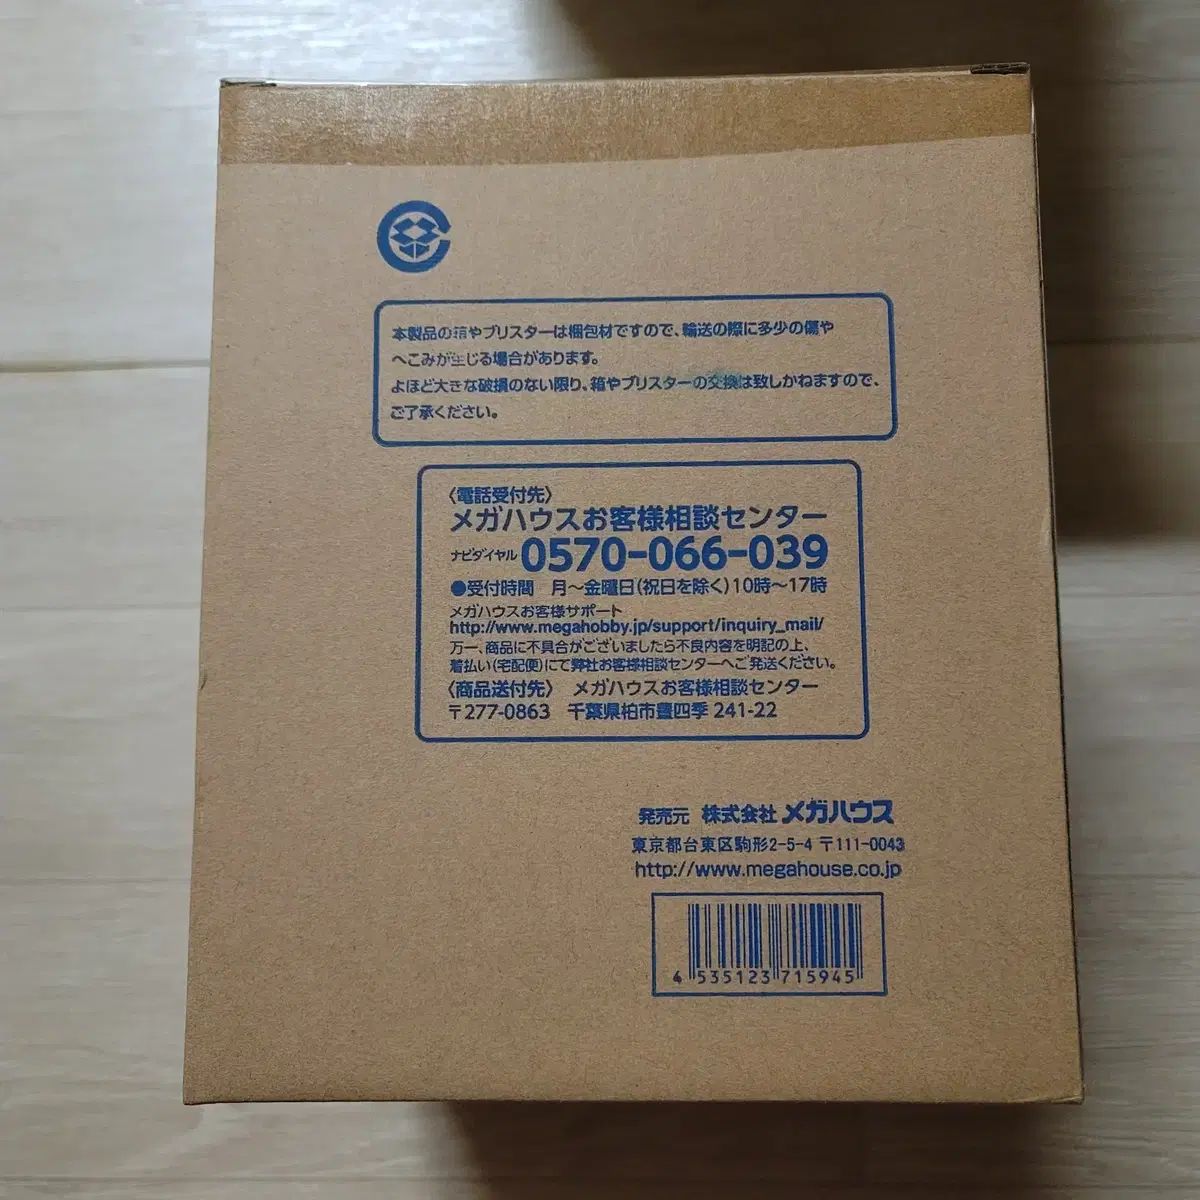 本製品の箱やブリスターは梱包材ですので、輸送の際に多少の傷や
へこみが生じる場合があります。
よほど大きな破損のない限り、箱やブリスターの交換は致しかねますので、
ご了承ください。
〈電話受付先〉
メガハウスお客様相談センター
ナビダイヤル 0570-066-039
●受付時間 月～金曜日(祝日を除く)10時～17時
メガハウスお客様サポート
http://www.megahobby.jp/support/inquiry_mail/
万一、商品に不具合がございましたら不良内容を明記の上、
着払い(宅配便)にて弊社お客様相談センターへご発送ください。
〈商品送付先〉 メガハウスお客様相談センター
〒277-0863 千葉県柏市豊四季 241-22
発売元 株式会社 メガハウス
東京都台東区駒形2-5-4 〒111-0043
http://www.megahouse.co.jp
4 535123 715945